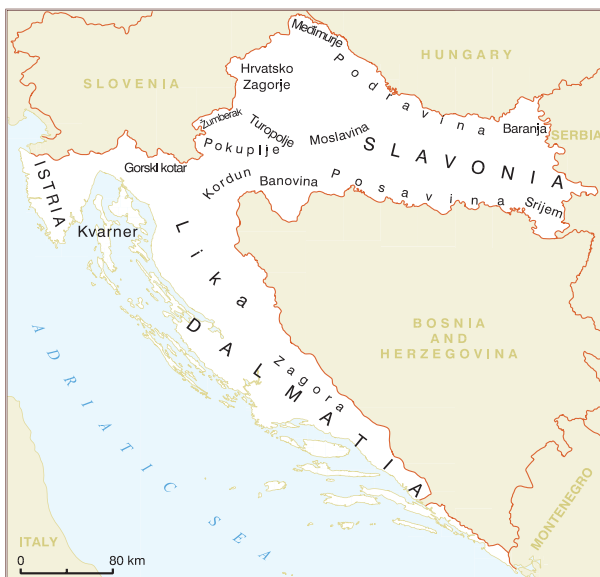 Međimurje
HUNGARY
SLOVENIA
Hrvatsko
Zagorje
Podravina
Žumberak
Turopolje
Moslavina
Baranja
SERBIA
Pokuplje
SLAVONIA
Gorski kotar
ISTRIA
Kordun
Banovina
Posavina
Srijem
Kvarner
Lika
BOSNIA
AND
HERZEGOVINA
DALMATIA
Zagora
ADRIATIC SEA
MONTENEGRO
ITALY
0 80 km